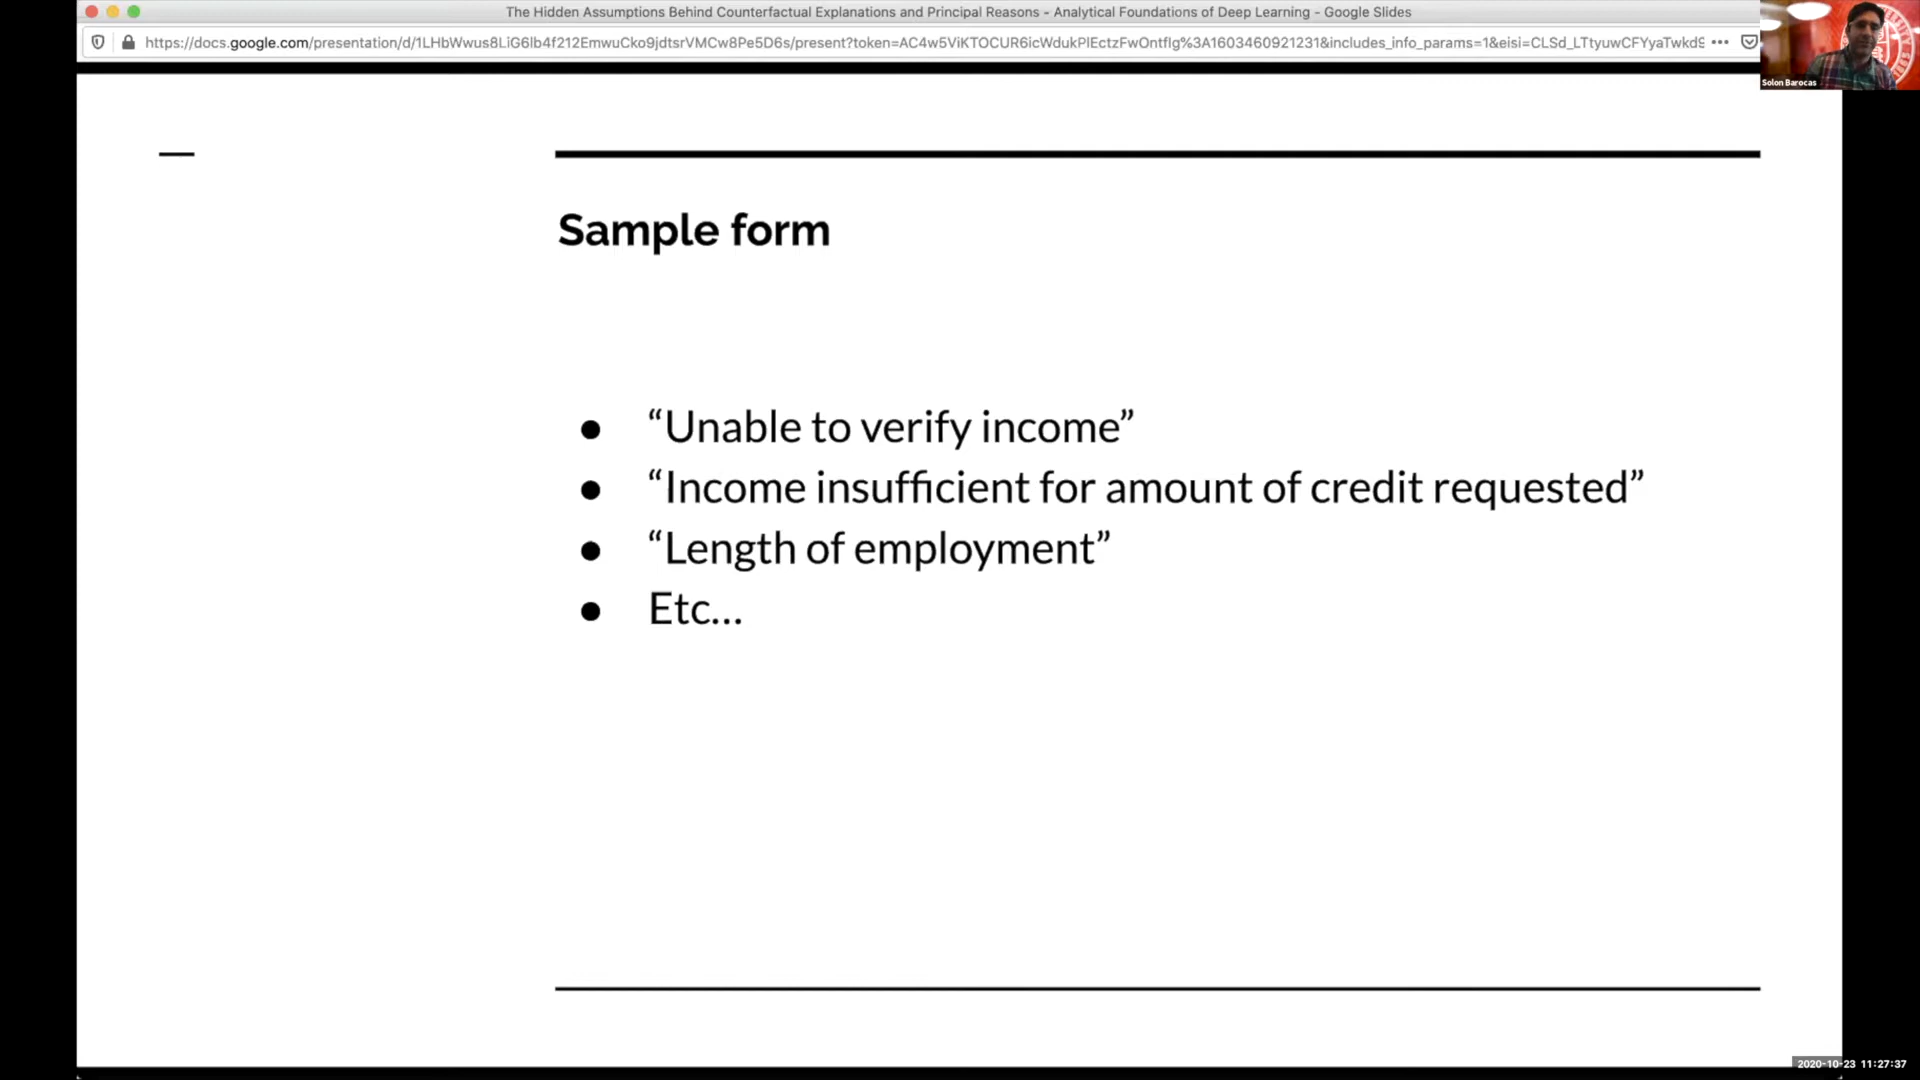 The Hidden Assumptions Behind Counterfactual Explanations and Principal Reasons - Analytical Foundations of Deep Learning - Google Slides
https://docs.google.com/presentation/d/1LHbWwus8LiG6lb4f212EmwuCko9jdtsrVMCw8Pe5D6s/present?token=AC4w5ViKTOCUR6icWdukPlEctzFwOntfIg%3A1603460921231&includes_info_params=1&eisi=CLSd_LTtyuwCFYyaTwkd9
Solon Barocas
Sample form
● “Unable to verify income”
● “Income insufficient for amount of credit requested”
● “Length of employment”
● Etc...
2020-10-23 11:27:37